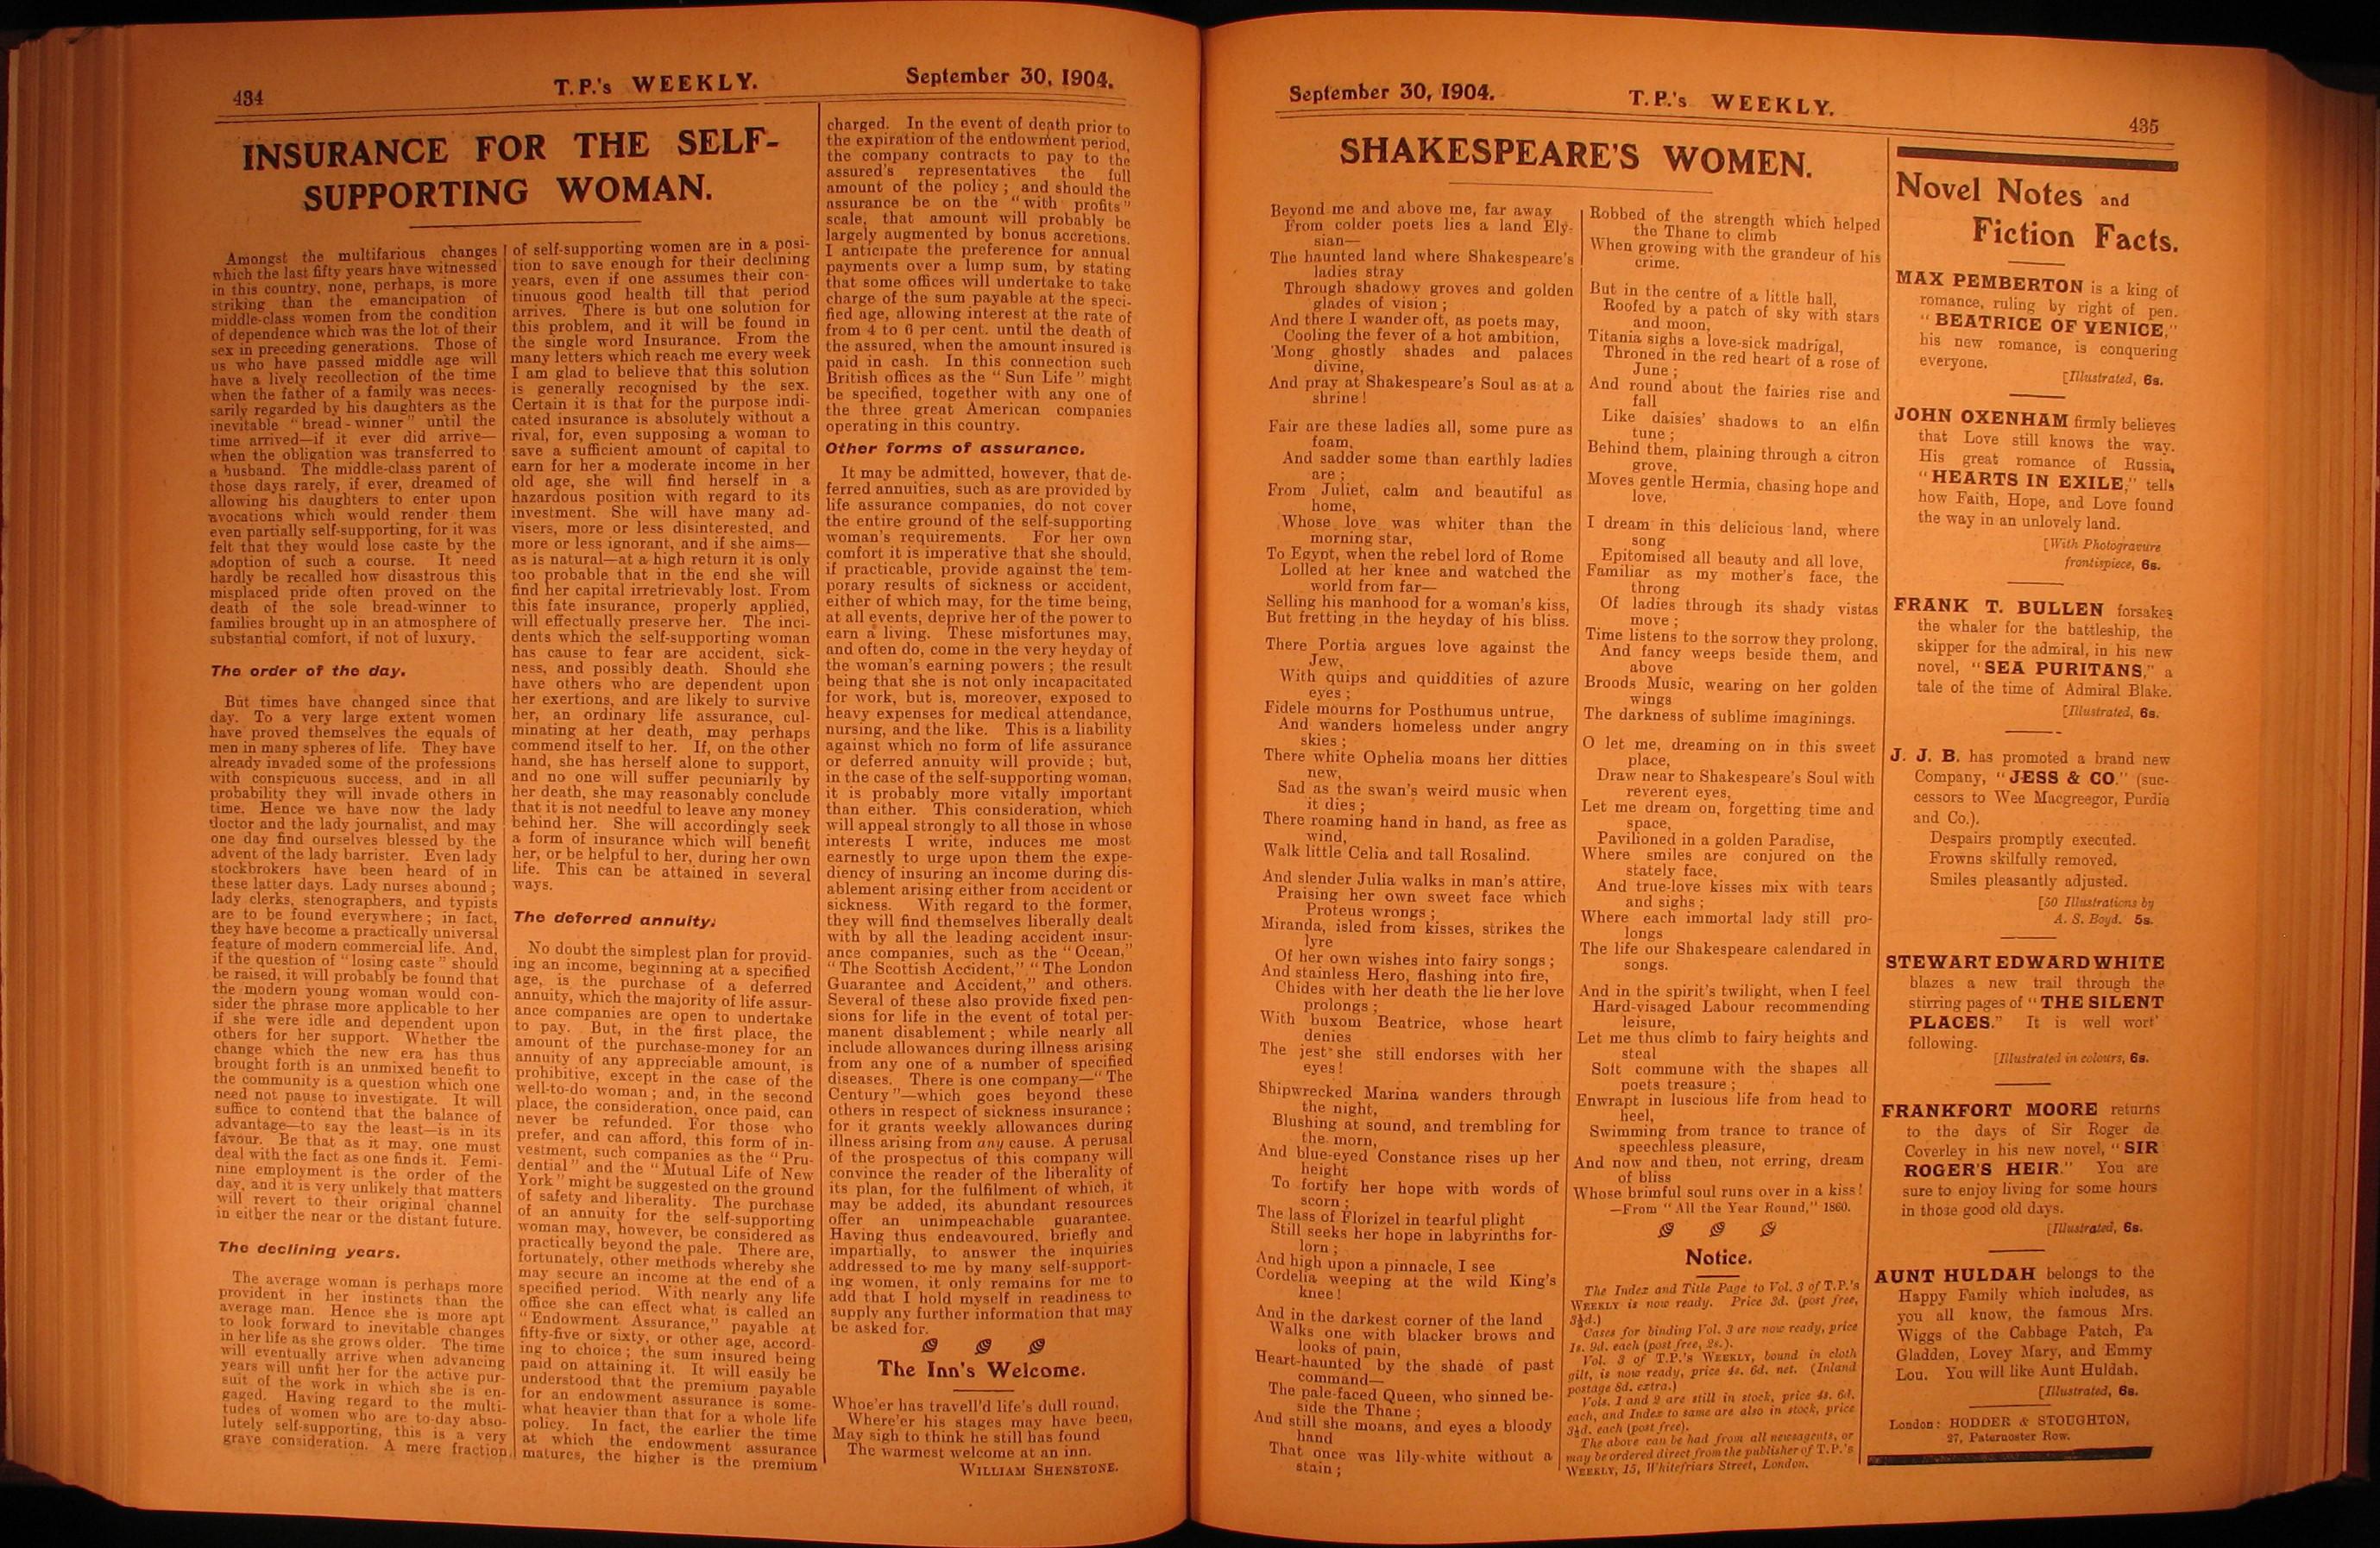 434
T.P.'s WEEKLY.
September 30, 1904.
INSURANCE FOR THE SELF-
SUPPORTING WOMAN.
Amongst the multifarious changes
which the last fifty years have witnessed
in this country, none, perhaps, is more
striking than the emancipation of
middle-class women from the condition
of dependence which was the lot of their
sex in preceding generations. Those of
us who have passed middle age will
have a lively recollection of the time
when the father of a family was neces-
sarily regarded by his daughters as the
inevitable "bread-winner" until the
time arrived—if it ever did arrive—
when the obligation was transferred to
a husband. The middle-class parent of
those days rarely, if ever, dreamed of
allowing his daughters to enter upon
avocations which would render them
even partially self-supporting, for it was
felt that they would lose caste by the
adoption of such a course. It need
hardly be recalled how disastrous this
misplaced pride often proved on the
death of the sole bread-winner to
families brought up in an atmosphere of
substantial comfort, if not of luxury.
The order of the day.
But times have changed since that
day. To a very large extent women
have proved themselves the equals of
men in many spheres of life. They have
already invaded some of the professions
with conspicuous success, and in all
probability they will invade others in
time. Hence we have now the lady
doctor and the lady journalist, and may
one day find ourselves blessed by the
advent of the lady barrister. Even lady
stockbrokers have been heard of in
these latter days. Lady nurses abound;
lady clerks, stenographers, and typists
are to be found everywhere; in fact,
they have become a practically universal
feature of modern commercial life. And,
if the question of "losing caste" should
be raised, it will probably be found that
the modern young woman would con-
sider the phrase more applicable to her
if she were idle and dependent upon
others for her support. Whether the
change which the new era has thus
brought forth is an unmixed benefit to
the community is a question which one
need not pause to investigate. It will
suffice to contend that the balance of
advantage—to say the least—is in its
favour. Be that as it may, one must
deal with the fact as one finds it. Femi-
nine employment is the order of the
day, and it is very unlikely that matters
will revert to their original channel
in either the near or the distant future.
The declining years.
The average woman is perhaps more
provident in her instincts than the
average man. Hence she is more apt
to look forward to inevitable changes
in her life as she grows older. The time
will eventually arrive when advancing
years will unfit her for the active pur-
suit of the work in which she is en-
gaged. Having regard to the multi-
tudes of women who are to-day abso-
lutely self-supporting, this is a very
grave consideration. A mere fraction
of self-supporting women are in a posi-
tion to save enough for their declining
years, even if one assumes their con-
tinuous good health till that period
arrives. There is but one solution for
this problem, and it will be found in
the single word Insurance. From the
many letters which reach me every week
I am glad to believe that this solution
is generally recognised by the sex.
Certain it is that for the purpose indi-
cated insurance is absolutely without a
rival, for, even supposing a woman to
save a sufficient amount of capital to
earn for her a moderate income in her
old age, she will find herself in a
hazardous position with regard to its
investment. She will have many ad-
visers, more or less disinterested, and
more or less ignorant, and if she aims—
as is natural—at a high return it is only
too probable that in the end she will
find her capital irretrievably lost. From
this fate insurance, properly applied,
will effectually preserve her. The inci-
dents which the self-supporting woman
has cause to fear are accident, sick-
ness, and possibly death. Should she
have others who are dependent upon
her exertions, and are likely to survive
her, an ordinary life assurance, cul-
minating at her death, may perhaps
commend itself to her. If, on the other
hand, she has herself alone to support,
and no one will suffer pecuniarily by
her death, she may reasonably conclude
that it is not needful to leave any money
behind her. She will accordingly seek
a form of insurance which will benefit
her, or be helpful to her, during her own
life. This can be attained in several
ways.
The deferred annuity.
No doubt the simplest plan for provid-
ing an income, beginning at a specified
age, is the purchase of a deferred
annuity, which the majority of life assur-
ance companies are open to undertake
to pay. But, in the first place, the
amount of the purchase-money for an
annuity of any appreciable amount, is
prohibitive, except in the case of the
well-to-do woman; and, in the second
place, the consideration, once paid, can
never be refunded. For those who
prefer, and can afford, this form of in-
vestment, such companies as the "Pru-
dential" and the "Mutual Life of New
York" might be suggested on the ground
of safety and liberality. The purchase
of an annuity for the self-supporting
woman may, however, be considered as
practically beyond the pale. There are,
fortunately, other methods whereby she
may secure an income at the end of a
specified period. With nearly any life
office she can effect what is called an
"Endowment Assurance," payable at
fifty-five or sixty, or other age, accord-
ing to choice; the sum insured being
paid on attaining it. It will easily be
understood that the premium payable
for an endowment assurance is some-
what heavier than that for a whole life
policy. In fact, the earlier the time
at which the endowment assurance
matures, the higher is the premium
charged. In the event of death prior to
the expiration of the endowment period,
the company contracts to pay to the
assured's representatives the full
amount of the policy; and should the
assurance be on the "with profits"
scale, that amount will probably be
largely augmented by bonus accretions.
I anticipate the preference for annual
payments over a lump sum, by stating
that some offices will undertake to take
charge of the sum payable at the speci-
fied age, allowing interest at the rate of
from 4 to 6 per cent. until the death of
the assured, when the amount insured is
paid in cash. In this connection such
British offices as the "Sun Life" might
be specified, together with any one of
the three great American companies
operating in this country.
Other forms of assurance.
It may be admitted, however, that de-
ferred annuities, such as are provided by
life assurance companies, do not cover
the entire ground of the self-supporting
woman's requirements. For her own
comfort it is imperative that she should,
if practicable, provide against the tem-
porary results of sickness or accident,
either of which may, for the time being,
at all events, deprive her of the power to
earn a living. These misfortunes may,
and often do, come in the very heyday of
the woman's earning powers; the result
being that she is not only incapacitated
for work, but is, moreover, exposed to
heavy expenses for medical attendance,
nursing, and the like. This is a liability
against which no form of life assurance
or deferred annuity will provide; but,
in the case of the self-supporting woman,
it is probably more vitally important
than either. This consideration, which
will appeal strongly to all those in whose
interests I write, induces me most
earnestly to urge upon them the expe-
diency of insuring an income during dis-
ablement arising either from accident or
sickness. With regard to the former,
they will find themselves liberally dealt
with by all the leading accident insur-
ance companies, such as the "Ocean,"
"The Scottish Accident," "The London
Guarantee and Accident," and others.
Several of these also provide fixed pen-
sions for life in the event of total per-
manent disablement; while nearly all
include allowances during illness arising
from any one of a number of specified
diseases. There is one company—"The
Century"—which goes beyond these
others in respect of sickness insurance;
for it grants weekly allowances during
illness arising from any cause. A perusal
of the prospectus of this company will
convince the reader of the liberality of
its plan, for the fulfilment of which, it
may be added, its abundant resources
offer an unimpeachable guarantee.
Having thus endeavoured, briefly and
impartially, to answer the inquiries
addressed to me by many self-support-
ing women, it only remains for me to
add that I hold myself in readiness to
supply any further information that may
be asked for.
The Inn's Welcome.
Whoe'er has travell'd life's dull round,
Where'er his stages may have been,
May sigh to think he still has found
The warmest welcome at an inn.
WILLIAM SHENSTONE.
September 30, 1904.
T.P.'s WEEKLY.
435
SHAKESPEARE'S WOMEN.
Beyond me and above me, far away
From colder poets lies a land Ely-
sian—
The haunted land where Shakespeare's
ladies stray
Through shadowy groves and golden
glades of vision;
And there I wander oft, as poets may,
Cooling the fever of a hot ambition,
'Mong ghostly shades and palaces
divine,
And pray at Shakespeare's Soul as at a
shrine!
Fair are these ladies all, some pure as
foam,
And sadder some than earthly ladies
are;
From Juliet, calm and beautiful as
home,
Whose love was whiter than the
morning star,
To Egypt, when the rebel lord of Rome
Lolled at her knee and watched the
world from far—
Selling his manhood for a woman's kiss,
But fretting in the heyday of his bliss.
There Portia argues love against the
Jew,
With quips and quiddities of azure
eyes;
Fidele mourns for Posthumus untrue,
And wanders homeless under angry
skies;
There white Ophelia moans her ditties
new,
Sad as the swan's weird music when
it dies;
There roaming hand in hand, as free as
wind,
Walk little Celia and tall Rosalind.
And slender Julia walks in man's attire,
Praising her own sweet face which
Proteus wrongs;
Miranda, isled from kisses, strikes the
lyre
Of her own wishes into fairy songs;
And stainless Hero, flashing into fire,
Chides with her death the lie her love
prolongs;
With buxom Beatrice, whose heart
denies
The jest she still endorses with her
eyes!
Shipwrecked Marina wanders through
the night,
Blushing at sound, and trembling for
the morn,
And blue-eyed Constance rises up her
height
To fortify her hope with words of
scorn;
The lass of Florizel in tearful plight
Still seeks her hope in labyrinths for-
lorn;
And high upon a pinnacle, I see
Cordelia weeping at the wild King's
knee!
And in the darkest corner of the land
Walks one with blacker brows and
looks of pain,
Heart-haunted by the shade of past
command—
The pale-faced Queen, who sinned be-
side the Thane;
And still she moans, and eyes a bloody
hand
That once was lily-white without a
stain;
Robbed of the strength which helped
the Thane to climb
When growing with the grandeur of his
crime.
But in the centre of a little hall,
Roofed by a patch of sky with stars
and moon,
Titania sighs a love-sick madrigal,
Throned in the red heart of a rose of
June;
And round about the fairies rise and
fall
Like daisies' shadows to an elfin
tune;
Behind them, plaining through a citron
grove,
Moves gentle Hermia, chasing hope and
love.
I dream in this delicious land, where
song
Epitomised all beauty and all love,
Familiar as my mother's face, the
throng
Of ladies through its shady vistas
move;
Time listens to the sorrow they prolong,
And fancy weeps beside them, and
above
Broods Music, wearing on her golden
wings
The darkness of sublime imaginings.
O let me, dreaming on in this sweet
place,
Draw near to Shakespeare's Soul with
reverent eyes,
Let me dream on, forgetting time and
space,
Pavilioned in a golden Paradise,
Where smiles are conjured on the
stately face,
And true-love kisses mix with tears
and sighs;
Where each immortal lady still pro-
longs
The life our Shakespeare calendared in
songs.
And in the spirit's twilight, when I feel
Hard-visaged Labour recommending
leisure,
Let me thus climb to fairy heights and
steal
Soft commune with the shapes all
poets treasure;
Enwrapt in luscious life from head to
heel,
Swimming from trance to trance of
speechless pleasure,
And now and then, not erring, dream
of bliss
Whose brimful soul runs over in a kiss!
—From "All the Year Round," 1860.
Notice.
The Index and Title Page to Vol. 3 of T.P.'s
WEEKLY is now ready. Price 3d. (post free,
3½d.)
Cases for binding Vol. 3 are now ready, price
1s. 9d. each (post free, 2s.).
Vol. 3 of T.P.'s WEEKLY, bound in cloth
gilt, is now ready, price 4s. 6d. net. (Inland
postage 8d. extra.)
Vols. 1 and 2 are still in stock, price 4s. 6d.
each, and Index to same are also in stock, price
3½d. each (post free).
The above can be had from all newsagents, or
may be ordered direct from the publisher of T.P.'s
WEEKLY, 15, Whitefriars Street, London.
Novel Notes and
Fiction Facts.
MAX PEMBERTON is a king of
romance, ruling by right of pen.
"BEATRICE OF VENICE,"
his new romance, is conquering
everyone.
[Illustrated, 6s.
JOHN OXENHAM firmly believes
that Love still knows the way.
His great romance of Russia,
"HEARTS IN EXILE," tells
how Faith, Hope, and Love found
the way in an unlovely land.
[With Photogravure
frontispiece, 6s.
FRANK T. BULLEN forsakes
the whaler for the battleship, the
skipper for the admiral, in his new
novel, "SEA PURITANS," a
tale of the time of Admiral Blake.
[Illustrated, 6s.
J. J. B. has promoted a brand new
Company, "JESS & CO." (suc-
cessors to Wee Macgreegor, Purdie
and Co.).
Despairs promptly executed.
Frowns skilfully removed.
Smiles pleasantly adjusted.
[50 Illustrations by
A. S. Boyd. 5s.
STEWART EDWARD WHITE
blazes a new trail through the
stirring pages of "THE SILENT
PLACES." It is well wort'
following.
[Illustrated in colours, 6s.
FRANKFORT MOORE returns
to the days of Sir Roger de
Coverley in his new novel, "SIR
ROGER'S HEIR." You are
sure to enjoy living for some hours
in those good old days.
[Illustrated, 6s.
AUNT HULDAH belongs to the
Happy Family which includes, as
you all know, the famous Mrs.
Wiggs of the Cabbage Patch, Pa
Gladden, Lovey Mary, and Emmy
Lou. You will like Aunt Huldah.
[Illustrated, 6s.
London: HODDER & STOUGHTON,
27, Paternoster Row.